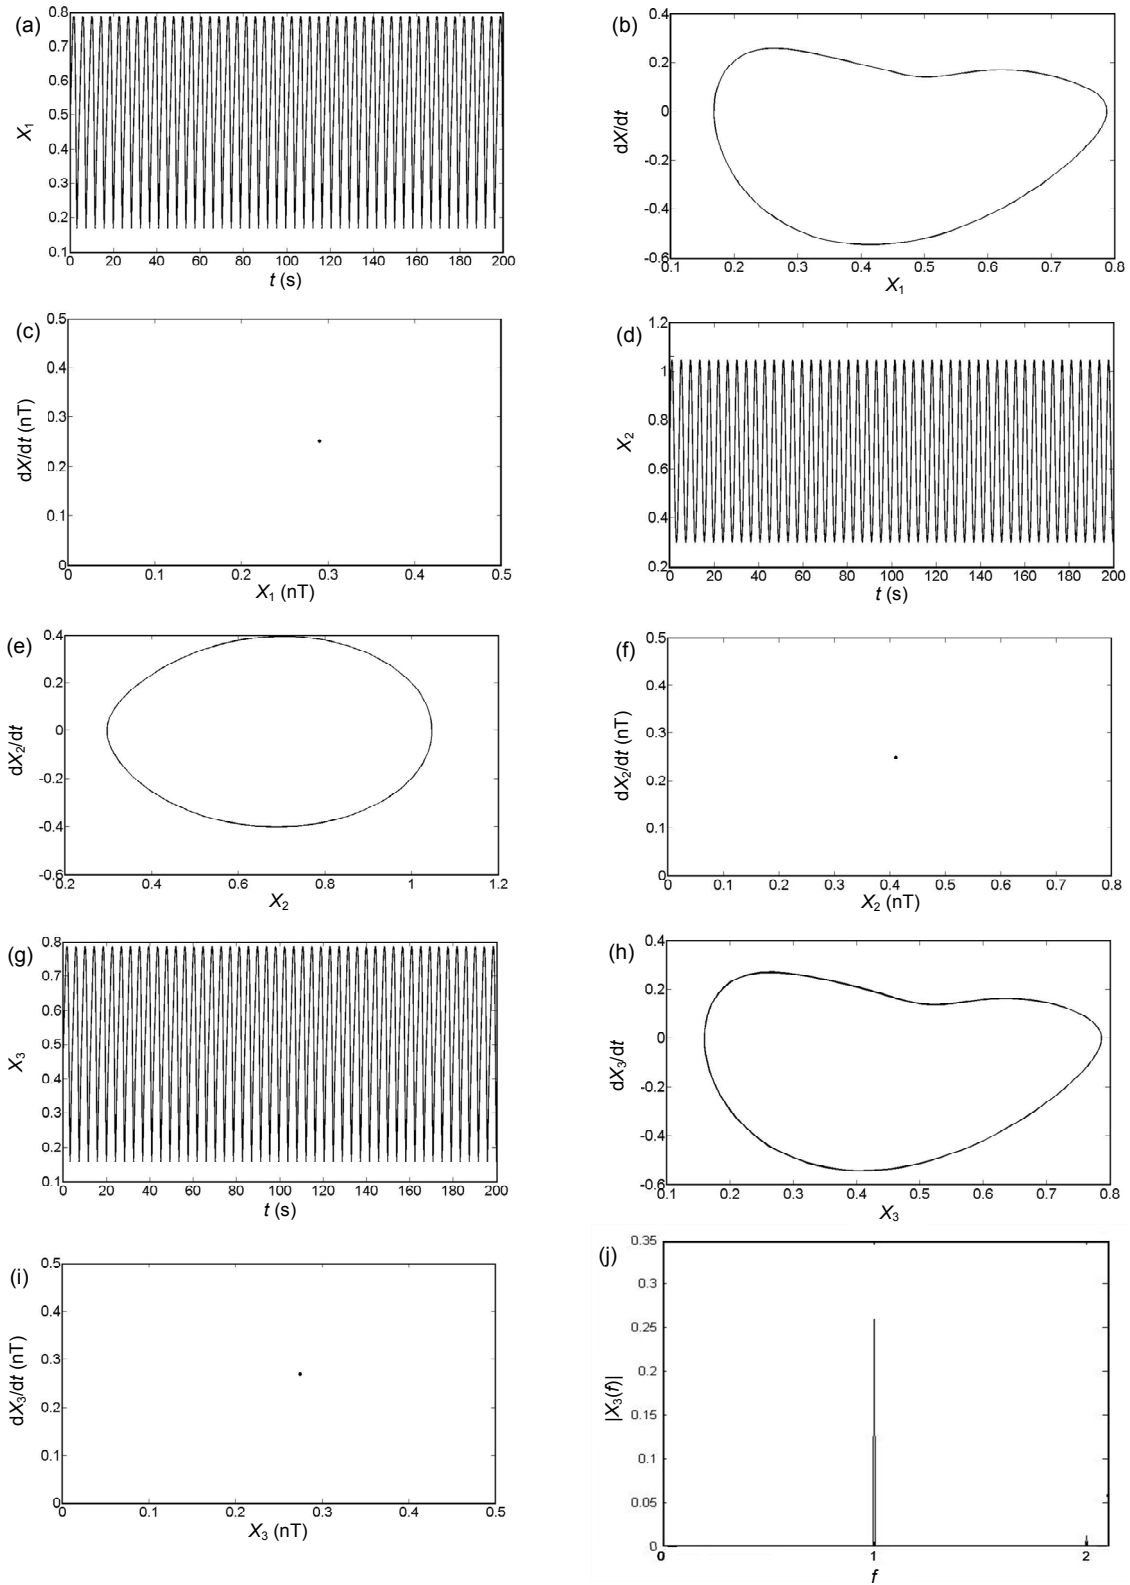 (a)
X1
0.8
0.7
0.6
0.5
0.4
0.3
0.2
0.1
0 20 40 60 80 100 120 140 160 180 200
t (s)
(b)
dX/dt
0.4
0.2
0
-0.2
-0.4
-0.6
0.1 0.2 0.3 0.4 0.5 0.6 0.7 0.8
X1
(c)
dX/dt (nT)
0.5
0.4
0.3
0.2
0.1
0
0 0.1 0.2 0.3 0.4 0.5
X1 (nT)
(d)
X2
1.2
1
0.8
0.6
0.4
0.2
0 20 40 60 80 100 120 140 160 180 200
t (s)
(e)
dX2/dt
0.4
0.2
0
-0.2
-0.4
-0.6
0.2 0.4 0.6 0.8 1 1.2
X2
(f)
dX2/dt (nT)
0.5
0.4
0.3
0.2
0.1
0
0 0.1 0.2 0.3 0.4 0.5 0.6 0.7 0.8
X2 (nT)
(g)
X3
0.8
0.7
0.6
0.5
0.4
0.3
0.2
0.1
0 20 40 60 80 100 120 140 160 180 200
t (s)
(h)
dX3/dt
0.4
0.2
0
-0.2
-0.4
-0.6
0.1 0.2 0.3 0.4 0.5 0.6 0.7 0.8
X3
(i)
dX3/dt (nT)
0.5
0.4
0.3
0.2
0.1
0
0 0.1 0.2 0.3 0.4 0.5
X3 (nT)
(j)
|X3(f)|
0.35
0.3
0.25
0.2
0.15
0.1
0.05
0
0 1 2
f